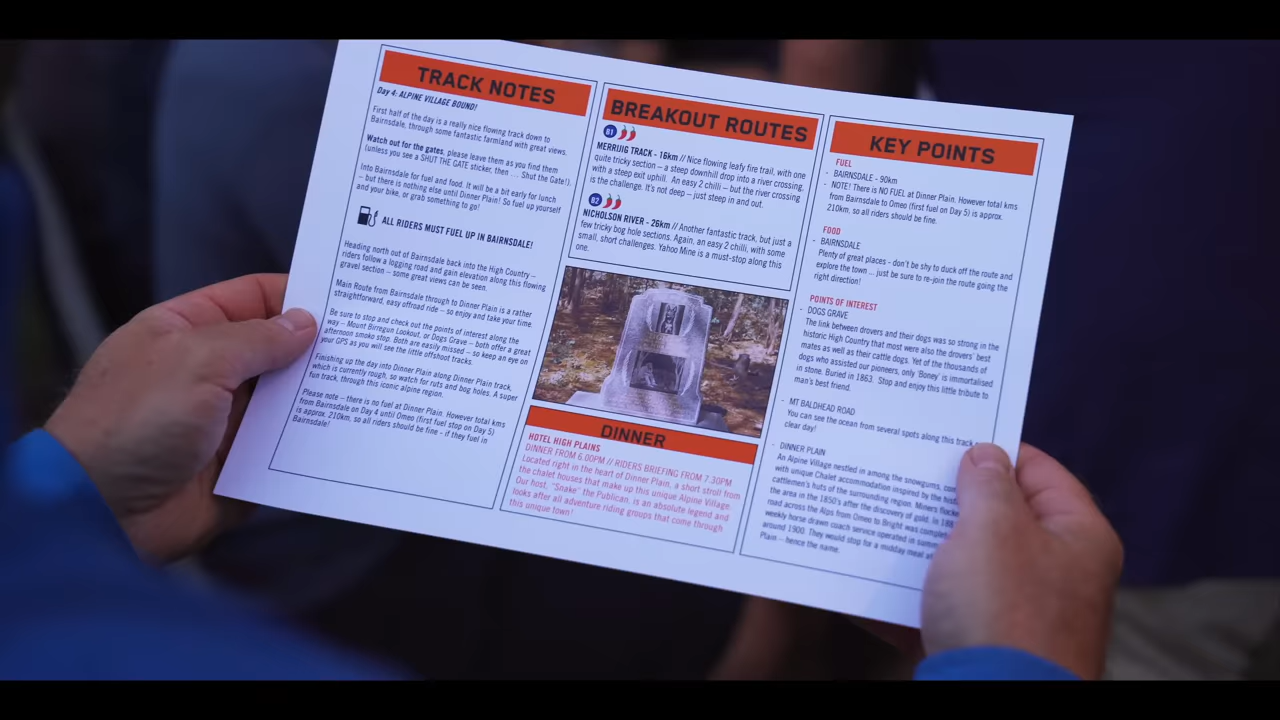 TRACK NOTES
Day 4: ALPINE VILLAGE BOUND!
First half of the day is a really nice flowing track down to
Bairnsdale, through some fantastic farmland with great views.
Watch out for the gates, please leave them as you find them
(unless you see a SHUT THE GATE sticker, then ... Shut the Gate!).
Into Bairnsdale for fuel and food. It will be a bit early for lunch
– but there is nothing else until Dinner Plain! So fuel up yourself
and your bike, or grab something to go!
ALL RIDERS MUST FUEL UP IN BAIRNSDALE!
Heading north out of Bairnsdale back into the High Country –
riders follow a logging road and gain elevation along this flowing
gravel section – some great views can be seen.
Main Route from Bairnsdale through to Dinner Plain is a rather
straightforward, easy offroad ride – so enjoy and take your time.
Be sure to stop and check out the points of interest along the
way – Mount Birregun Lookout, or Dogs Grave – both offer a great
afternoon smoko stop. Both are easily missed – so keep an eye on
your GPS as you will see the little offshoot tracks.
Finishing up the day into Dinner Plain along Dinner Plain track,
which is currently rough, so watch for ruts and bog holes. A super
fun track, through this iconic alpine region.
Please note – there is no fuel at Dinner Plain. However total kms
from Bairnsdale on Day 4 until Omeo (first fuel stop on Day 5)
is approx. 210km, so all riders should be fine – if they fuel in
Bairnsdale!
BREAKOUT ROUTES
B1
MERRIJIG TRACK - 16km // Nice flowing leafy fire trail, with one
quite tricky section – a steep downhill drop into a river crossing,
with a steep exit uphill. An easy 2 chilli – but the river crossing
is the challenge. It's not deep – just steep in and out.
B2
NICHOLSON RIVER - 26km // Another fantastic track, but just a
few tricky bog hole sections. Again, an easy 2 chilli, with some
small, short challenges. Yahoo Mine is a must-stop along this
one.
DINNER
HOTEL HIGH PLAINS
DINNER FROM 6.00PM // RIDERS BRIEFING FROM 7.30PM
Located right in the heart of Dinner Plain, a short stroll from
the chalet houses that make up this unique Alpine Village.
Our host, "Snake" the Publican, is an absolute legend and
looks after all adventure riding groups that come through
this unique town!
KEY POINTS
FUEL
- BAIRNSDALE - 90km
- NOTE! There is NO FUEL at Dinner Plain. However total kms
from Bairnsdale to Omeo (first fuel on Day 5) is approx.
210km, so all riders should be fine.
FOOD
- BAIRNSDALE
Plenty of great places - don't be shy to duck off the route and
explore the town ... just be sure to re-join the route going the
right direction!
POINTS OF INTEREST
- DOGS GRAVE
The link between drovers and their dogs was so strong in the
historic High Country that most were also the drovers' best
mates as well as their cattle dogs. Yet of the thousands of
dogs who assisted our pioneers, only 'Boney' is immortalised
in stone. Buried in 1863. Stop and enjoy this little tribute to
man's best friend.
- MT BALDHEAD ROAD
You can see the ocean from several spots along this track
clear day!
- DINNER PLAIN
An Alpine Village nestled in among the snowgums,
with unique Chalet accommodation inspired by the
cattlemen's huts of the surrounding region. Miners
the area in the 1850's after the discovery of gold. In
road across the Alps from Omeo to Bright was
weekly horse drawn coach service operated in
around 1900. They would stop for a midday meal at
Plain – hence the name.